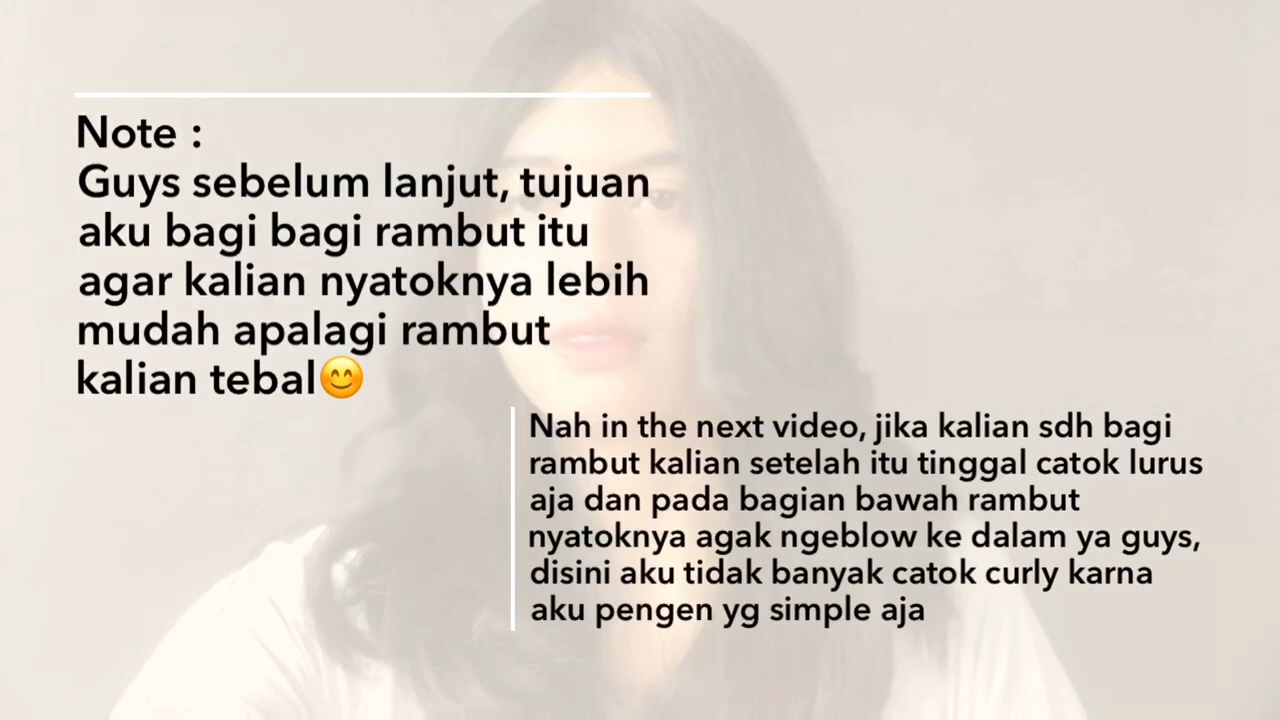 Note :
Guys sebelum lanjut, tujuan
aku bagi bagi rambut itu
agar kalian nyatoknya lebih
mudah apalagi rambut
kalian tebal😊
Nah in the next video, jika kalian sdh bagi
rambut kalian setelah itu tinggal catok lurus
aja dan pada bagian bawah rambut
nyatoknya agak ngeblow ke dalam ya guys,
disini aku tidak banyak catok curly karna
aku pengen yg simple aja